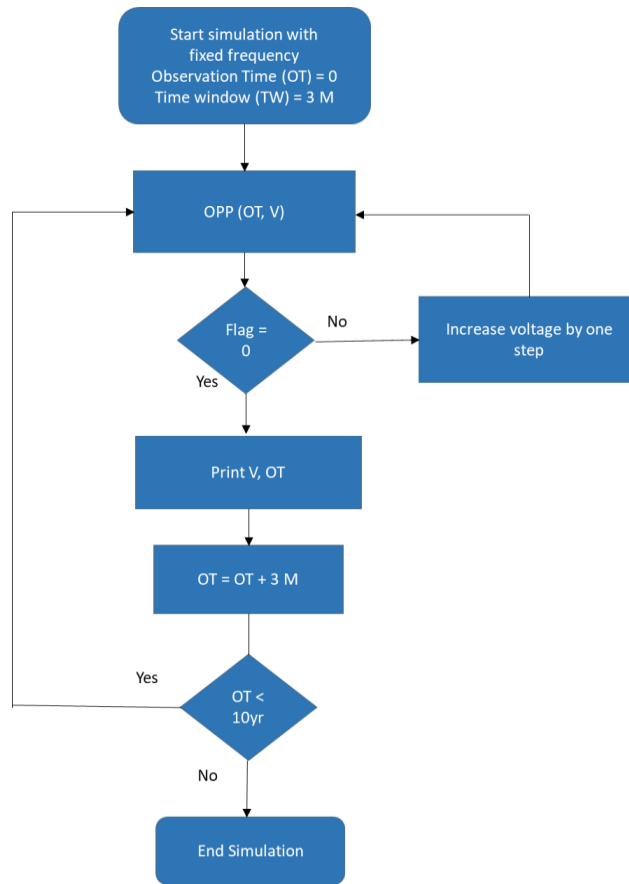 Start simulation with
fixed frequency
Observation Time (OT) = 0
Time window (TW) = 3 M
OPP (OT, V)
Flag =
0
No
Increase voltage by one
step
Yes
Print V, OT
OT = OT + 3 M
Yes
OT <
10yr
No
End Simulation